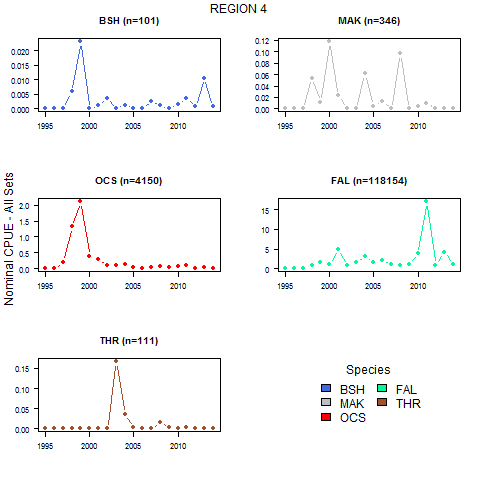 REGION 4
BSH (n=101)
MAK (n=346)
0.020
0.015
0.010
0.005
0.000
1995 2000 2005 2010
0.12
0.10
0.08
0.06
0.04
0.02
0.00
1995 2000 2005 2010
Nominal CPUE - All Sets
OCS (n=4150)
FAL (n=118154)
2.0
1.5
1.0
0.5
0.0
1995 2000 2005 2010
15
10
5
0
1995 2000 2005 2010
THR (n=111)
0.15
0.10
0.05
0.00
1995 2000 2005 2010
Species
BSH FAL
MAK THR
OCS